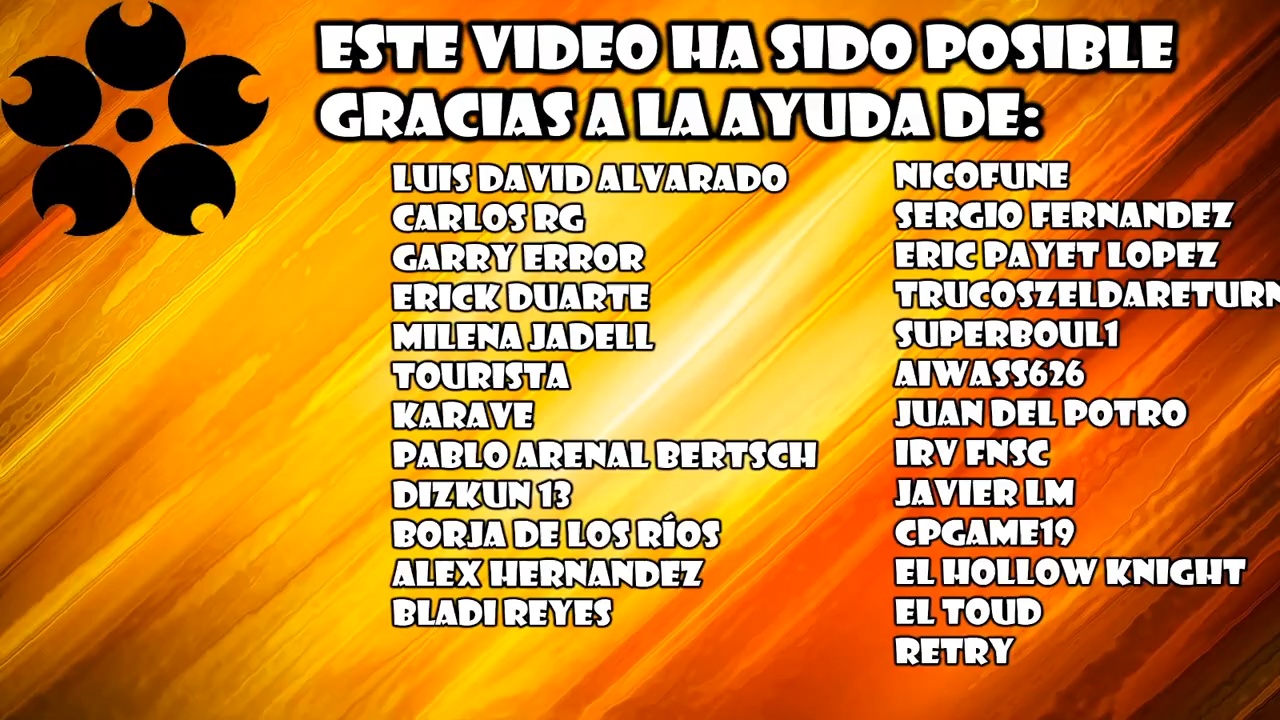 ESTE VIDEO HA SIDO POSIBLE
GRACIAS A LA AYUDA DE:
LUIS DAVID ALVARADO
CARLOS RG
GARRY ERROR
ERICK DUARTE
MILENA JADELL
TOURISTA
KARAVE
PABLO ARENAL BERTSCH
DIZKUN 13
BORJA DE LOS RÍOS
ALEX HERNANDEZ
BLADI REYES
NICOFUNE
SERGIO FERNANDEZ
ERIC PAYET LOPEZ
TRUCOSZELDARETURN
SUPERBOUL1
AIWASS626
JUAN DEL POTRO
IRV FNSC
JAVIER LM
CPGAME19
EL HOLLOW KNIGHT
EL TOUD
RETRY